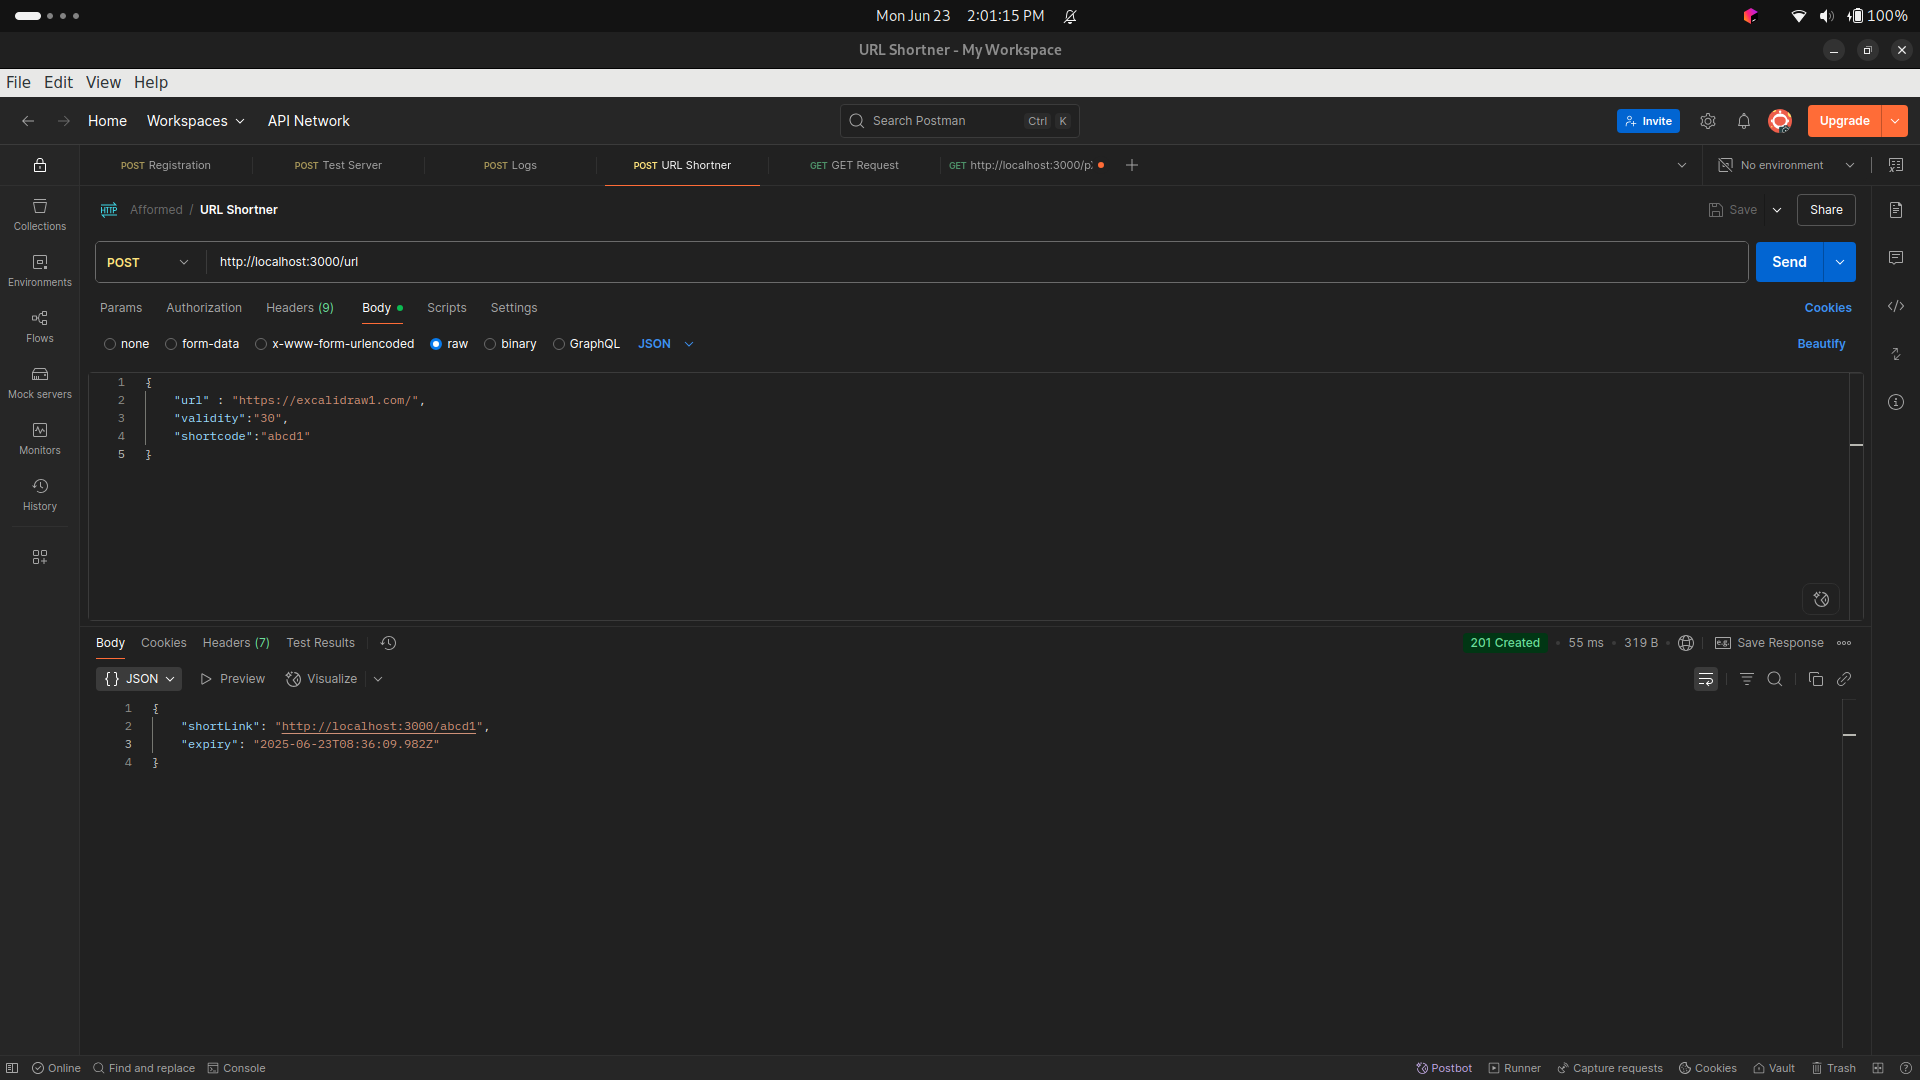 Mon Jun 23 2:01:15 PM 100%
URL Shortner - My Workspace
File Edit View Help
Home Workspaces API Network Search Postman Ctrl K Invite Upgrade
POST Registration POST Test Server POST Logs POST URL Shortner GET GET Request GET http://localhost:3000/p No environment
Collections
Environments
Flows
Mock servers
Monitors
History
HTTP Afformed / URL Shortner Save Share
POST http://localhost:3000/url Send
Params Authorization Headers (9) Body Scripts Settings Cookies
none form-data x-www-form-urlencoded raw binary GraphQL JSON Beautify
1 {
2 "url" : "https://excalidraw1.com/",
3 "validity":"30",
4 "shortcode":"abcd1"
5 }
Body Cookies Headers (7) Test Results 201 Created 55 ms 319 B e.g. Save Response
{ } JSON Preview Visualize
1 {
2 "shortLink": "http://localhost:3000/abcd1",
3 "expiry": "2025-06-23T08:36:09.982Z"
4 }
Online Find and replace Console Postbot Runner Capture requests Cookies Vault Trash